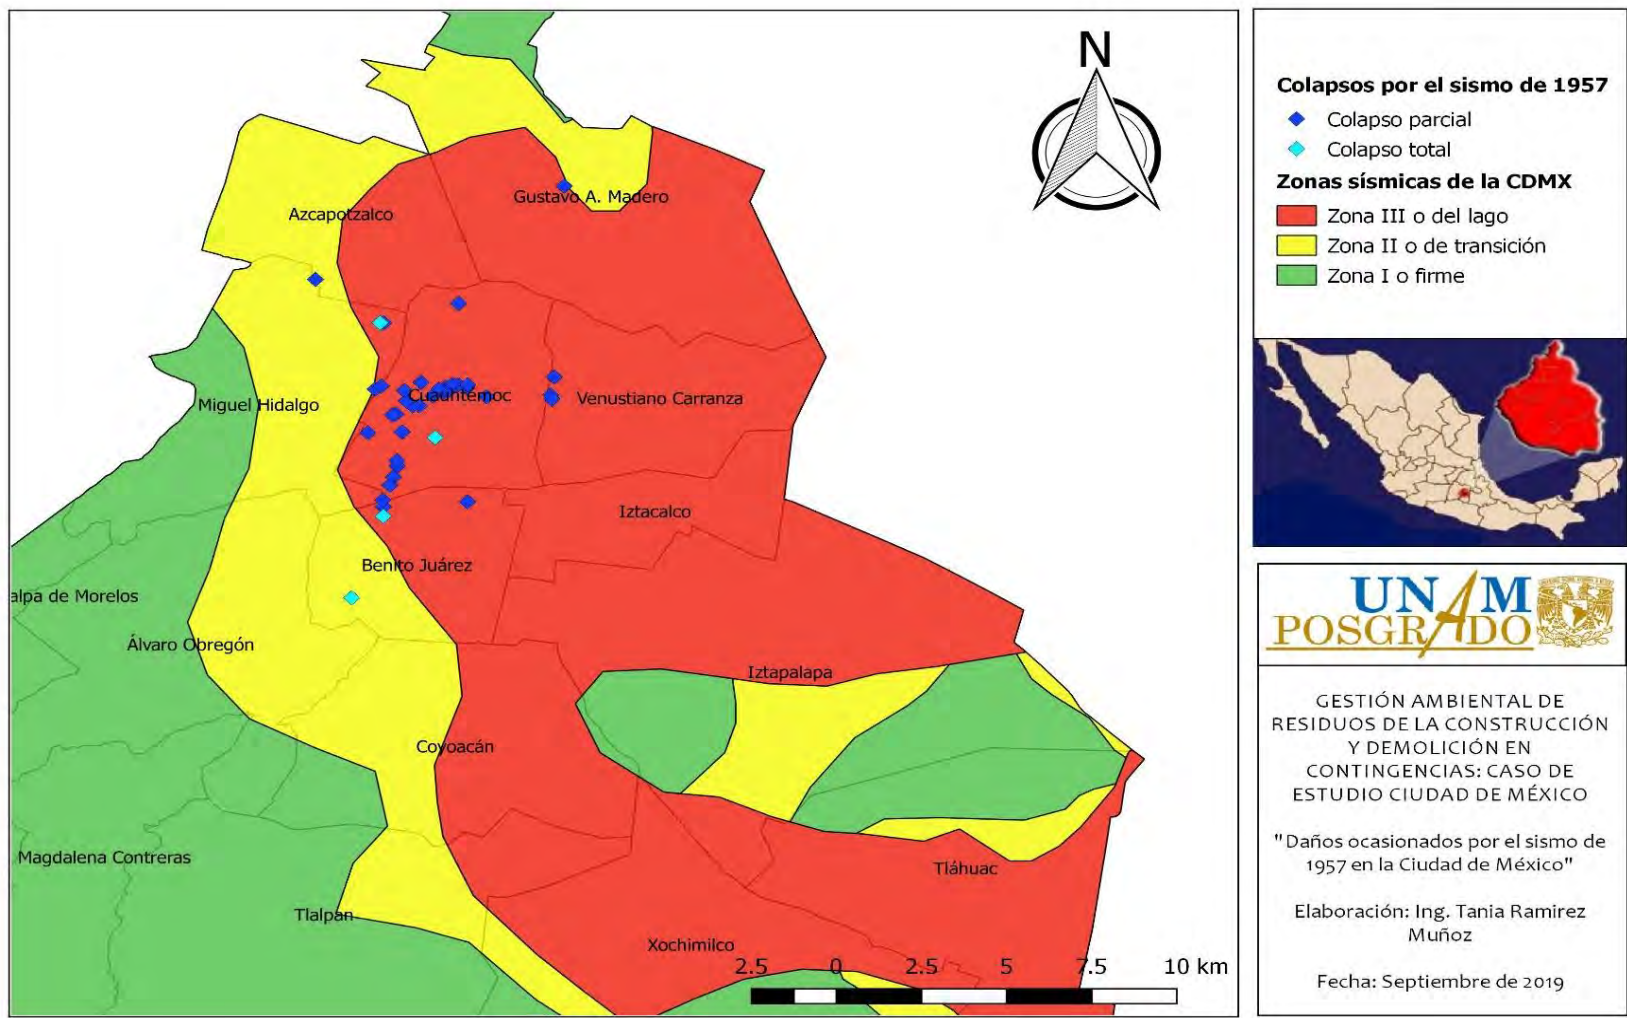 N
Gustavo A. Madero
Azcapotzalco
Miguel Hidalgo
Cuauhtémoc
Venustiano Carranza
Iztacalco
Benito Juárez
alpa de Morelos
Álvaro Obregón
Iztapalapa
Coyoacán
Magdalena Contreras
Tláhuac
Tlalpan
Xochimilco
2.5 0 2.5 5 7.5 10 km
Colapsos por el sismo de 1957
Colapso parcial
Colapso total
Zonas sísmicas de la CDMX
Zona III o del lago
Zona II o de transición
Zona I o firme
UNAM
POSGRADO
GESTIÓN AMBIENTAL DE
RESIDUOS DE LA CONSTRUCCIÓN
Y DEMOLICIÓN EN
CONTINGENCIAS: CASO DE
ESTUDIO CIUDAD DE MÉXICO
"Daños ocasionados por el sismo de
1957 en la Ciudad de México"
Elaboración: Ing. Tania Ramirez
Muñoz
Fecha: Septiembre de 2019